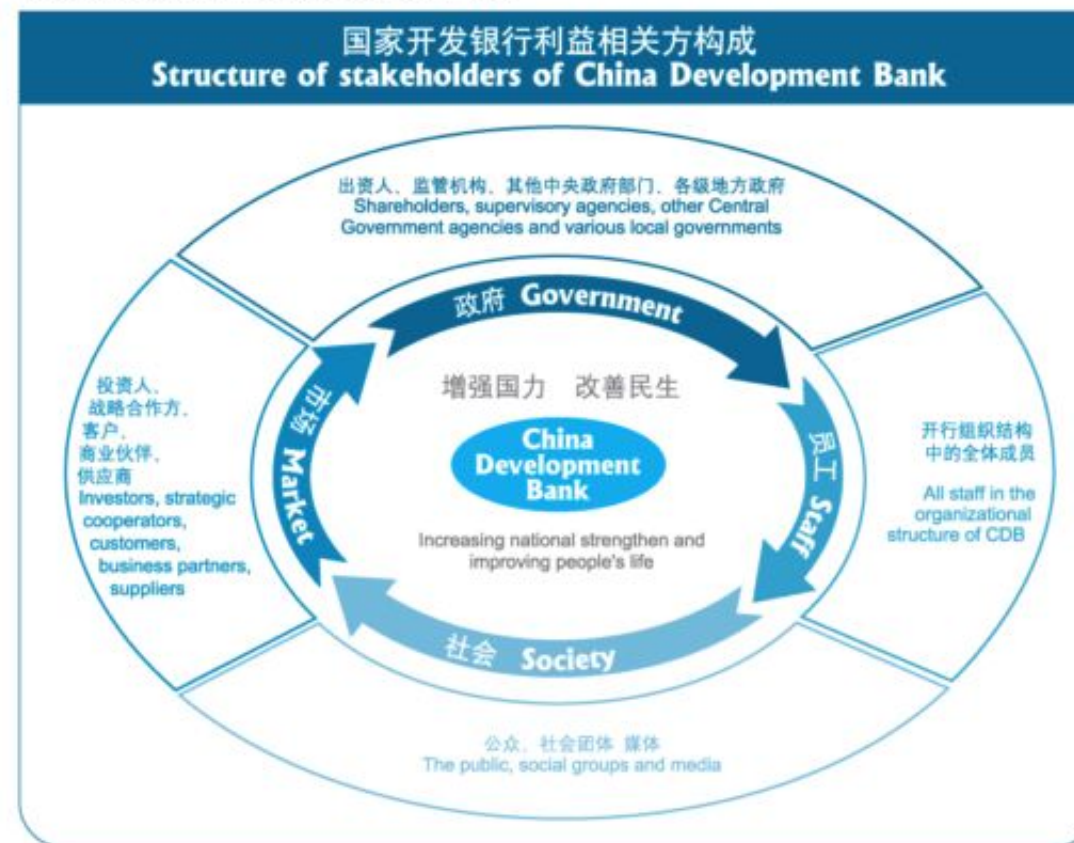 国家开发银行利益相关方构成
Structure of stakeholders of China Development Bank
出资人、监管机构、其他中央政府部门、各级地方政府
Shareholders, supervisory agencies, other Central
Government agencies and various local governments
政府 Government
投资人、
战略合作方、
客户、
商业伙伴、
供应商
Investors, strategic
cooperators,
customers,
business partners,
suppliers
市场 Market
增强国力 改善民生
China
Development
Bank
Increasing national strengthen and
improving people's life
员工 Staff
开行组织结构
中的全体成员
All staff in the
organizational
structure of CDB
社会 Society
公众、社会团体 媒体
The public, social groups and media